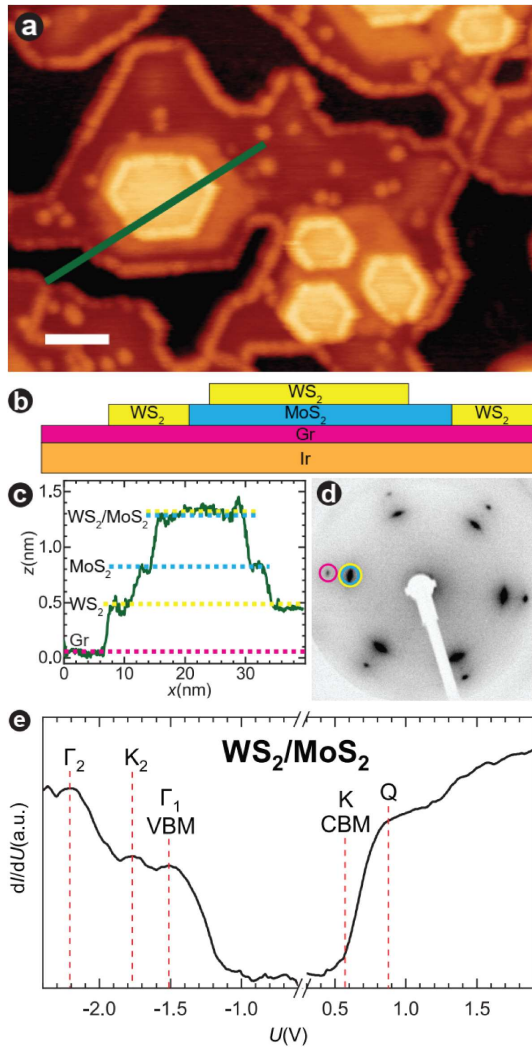 a
b
WS₂
WS₂ MoS₂ WS₂
Gr
Ir
c
d
z(nm)
1.5
1.0
0.5
0.0
WS₂/MoS₂
MoS₂
WS₂
Gr
0 10 20 30
x(nm)
e
WS₂/MoS₂
Γ₂
K₂
Γ₁
VBM
K
CBM
Q
dI/dU(a.u.)
-2.0 -1.5 -1.0 0.5 1.0 1.5
U(V)